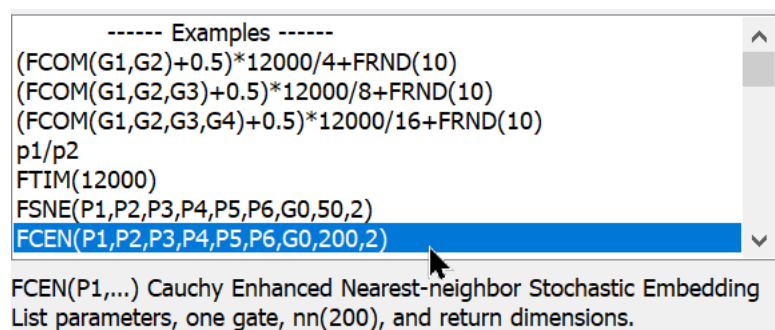 ------ Examples ------
(FCOM(G1,G2)+0.5)*12000/4+FRND(10)
(FCOM(G1,G2,G3)+0.5)*12000/8+FRND(10)
(FCOM(G1,G2,G3,G4)+0.5)*12000/16+FRND(10)
p1/p2
FTIM(12000)
FSNE(P1,P2,P3,P4,P5,P6,G0,50,2)
FCEN(P1,P2,P3,P4,P5,P6,G0,200,2)
FCEN(P1,...) Cauchy Enhanced Nearest-neighbor Stochastic Embedding
List parameters, one gate, nn(200), and return dimensions.